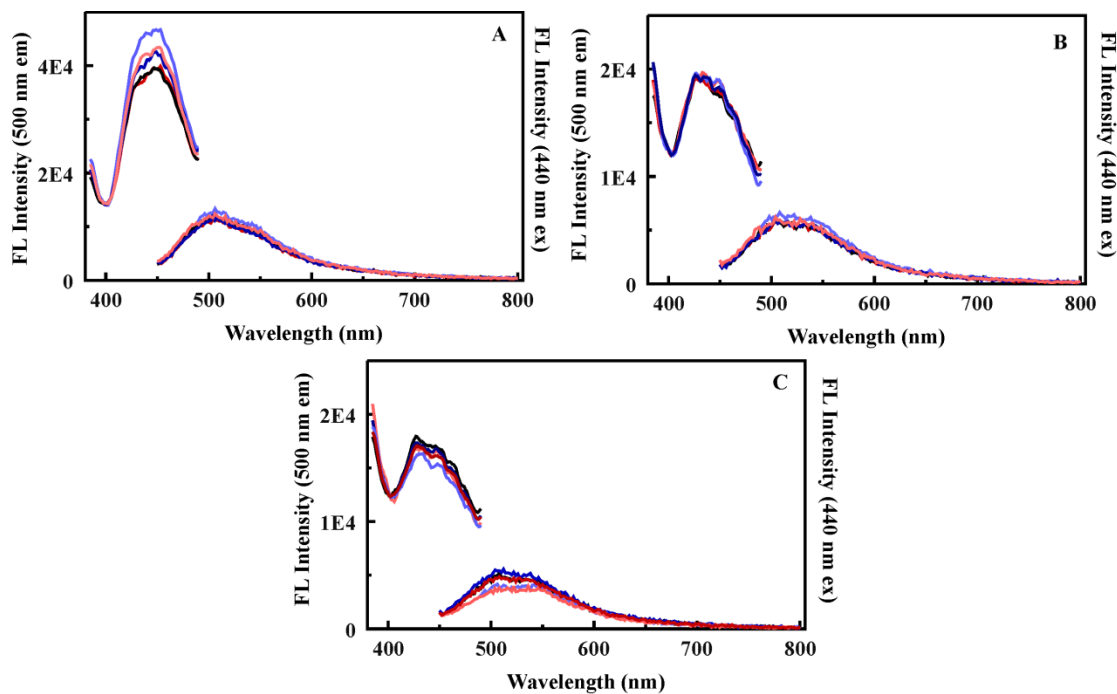 A
FL Intensity (500 nm em)
4E4
2E4
0
400 500 600 700 800
Wavelength (nm)
FL Intensity (440 nm ex)
B
FL Intensity (500 nm em)
2E4
1E4
0
400 500 600 700 800
Wavelength (nm)
FL Intensity (440 nm ex)
C
FL Intensity (500 nm em)
2E4
1E4
0
400 500 600 700 800
Wavelength (nm)
FL Intensity (440 nm ex)